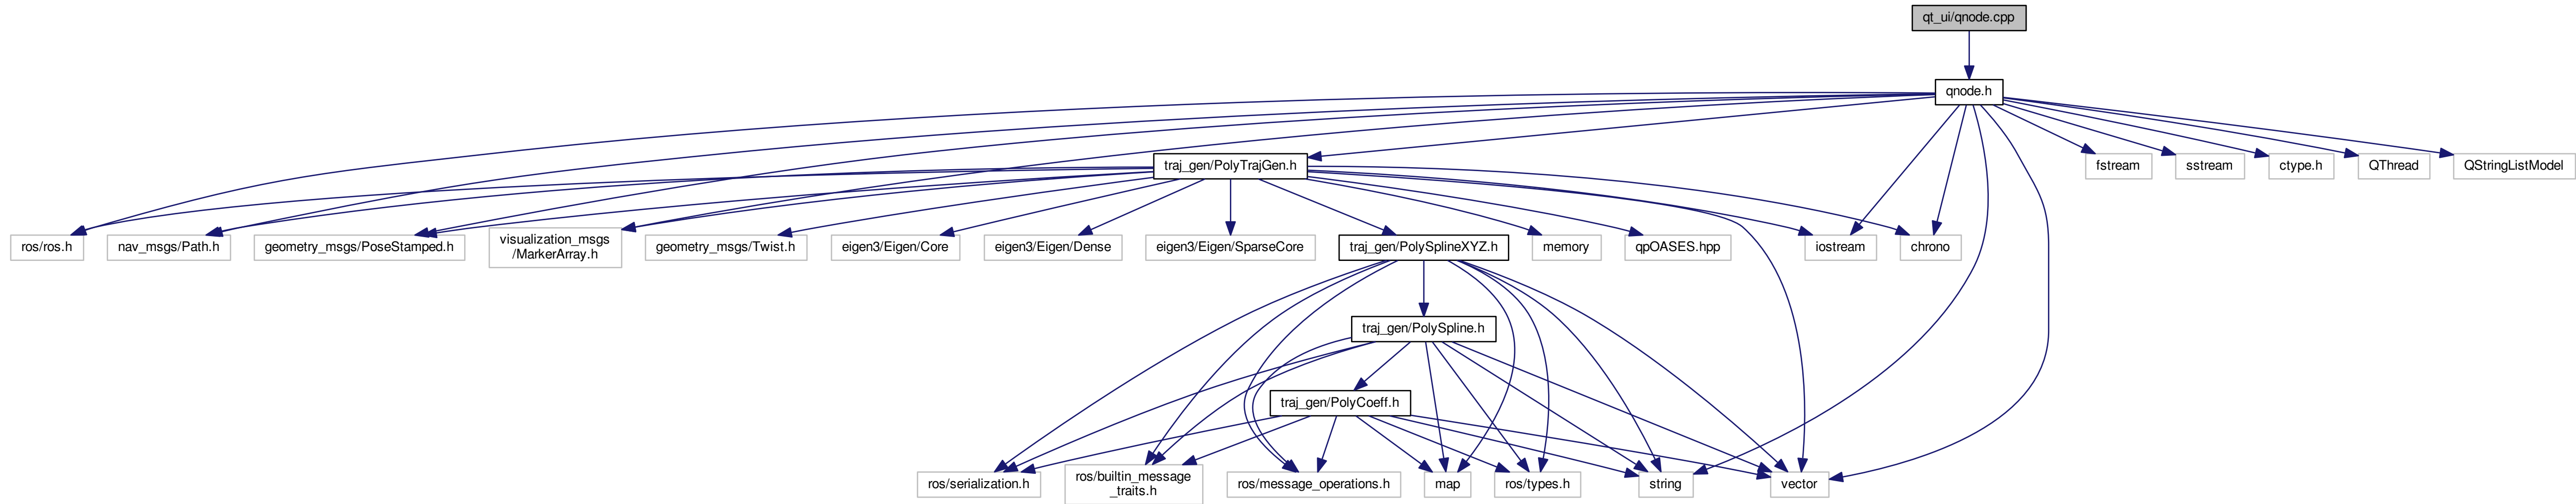 qt_ui/qnode.cpp
qnode.h
traj_gen/PolyTrajGen.h
fstream
sstream
ctype.h
QThread
QStringListModel
ros/ros.h
nav_msgs/Path.h
geometry_msgs/PoseStamped.h
visualization_msgs
/MarkerArray.h
geometry_msgs/Twist.h
eigen3/Eigen/Core
eigen3/Eigen/Dense
eigen3/Eigen/SparseCore
traj_gen/PolySplineXYZ.h
memory
qpOASES.hpp
iostream
chrono
traj_gen/PolySpline.h
traj_gen/PolyCoeff.h
ros/serialization.h
ros/builtin_message
_traits.h
ros/message_operations.h
map
ros/types.h
string
vector